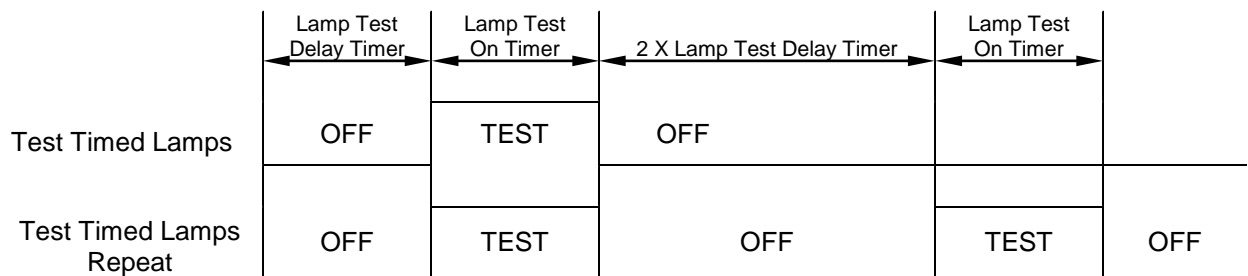 Lamp Test
Delay Timer
Lamp Test
On Timer
2 X Lamp Test Delay Timer
Lamp Test
On Timer
Test Timed Lamps
OFF
TEST
OFF
Test Timed Lamps
Repeat
OFF
TEST
OFF
TEST
OFF